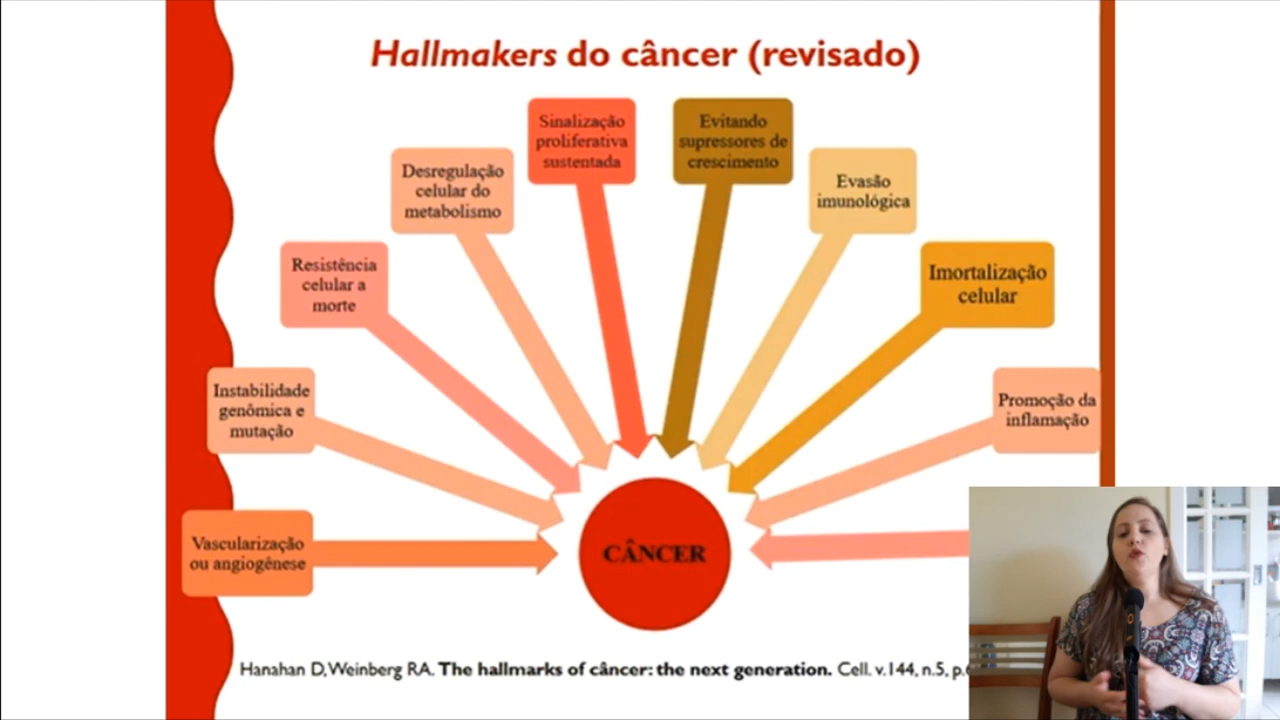 Hallmakers do câncer (revisado)
Sinalização
proliferativa
sustentada
Evitando
supressores de
crescimento
Desregulação
celular do
metabolismo
Evasão
imunológica
Resistência
celular a
morte
Imortalização
celular
Instabilidade
genômica e
mutação
Promoção da
inflamação
Vascularização
ou angiogênese
CÂNCER
Hanahan D, Weinberg RA. The hallmarks of câncer: the next generation. Cell. v.144, n.5, p.